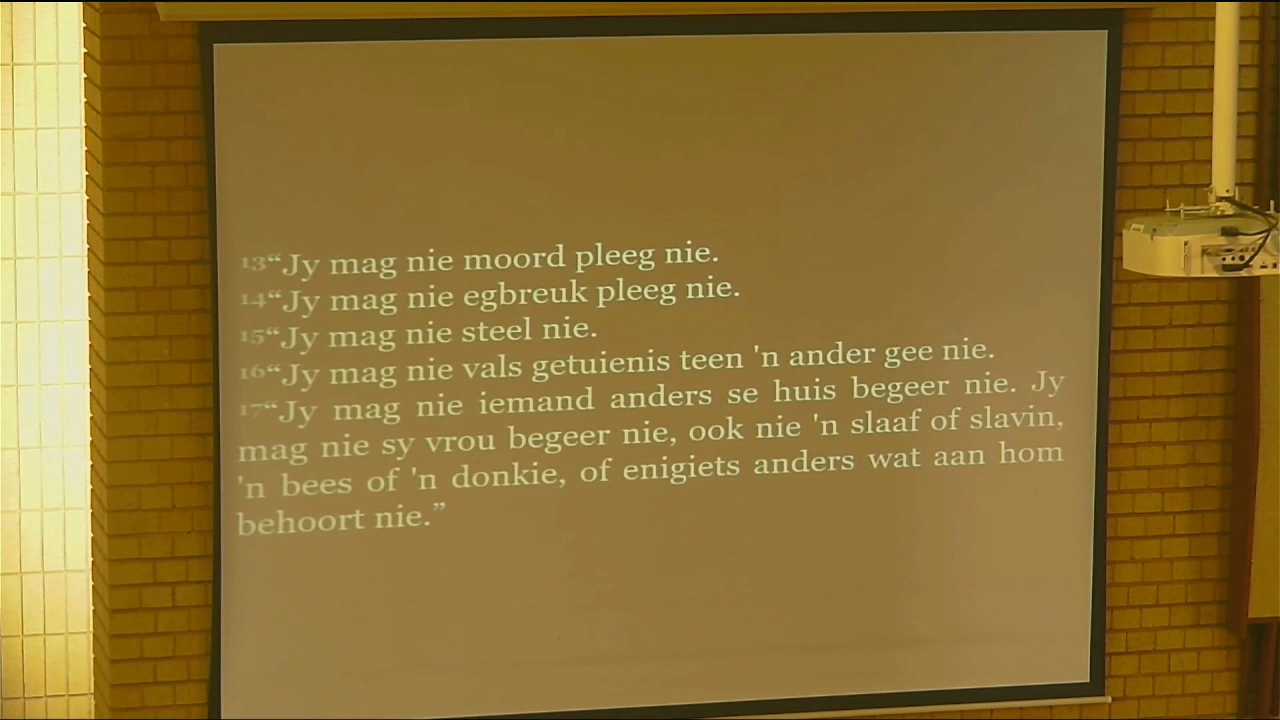 13“Jy mag nie moord pleeg nie.
14“Jy mag nie egbreuk pleeg nie.
15“Jy mag nie steel nie.
16“Jy mag nie vals getuienis teen 'n ander gee nie.
17“Jy mag nie iemand anders se huis begeer nie. Jy
mag nie sy vrou begeer nie, ook nie 'n slaaf of slavin,
'n bees of 'n donkie, of enigiets anders wat aan hom
behoort nie.”